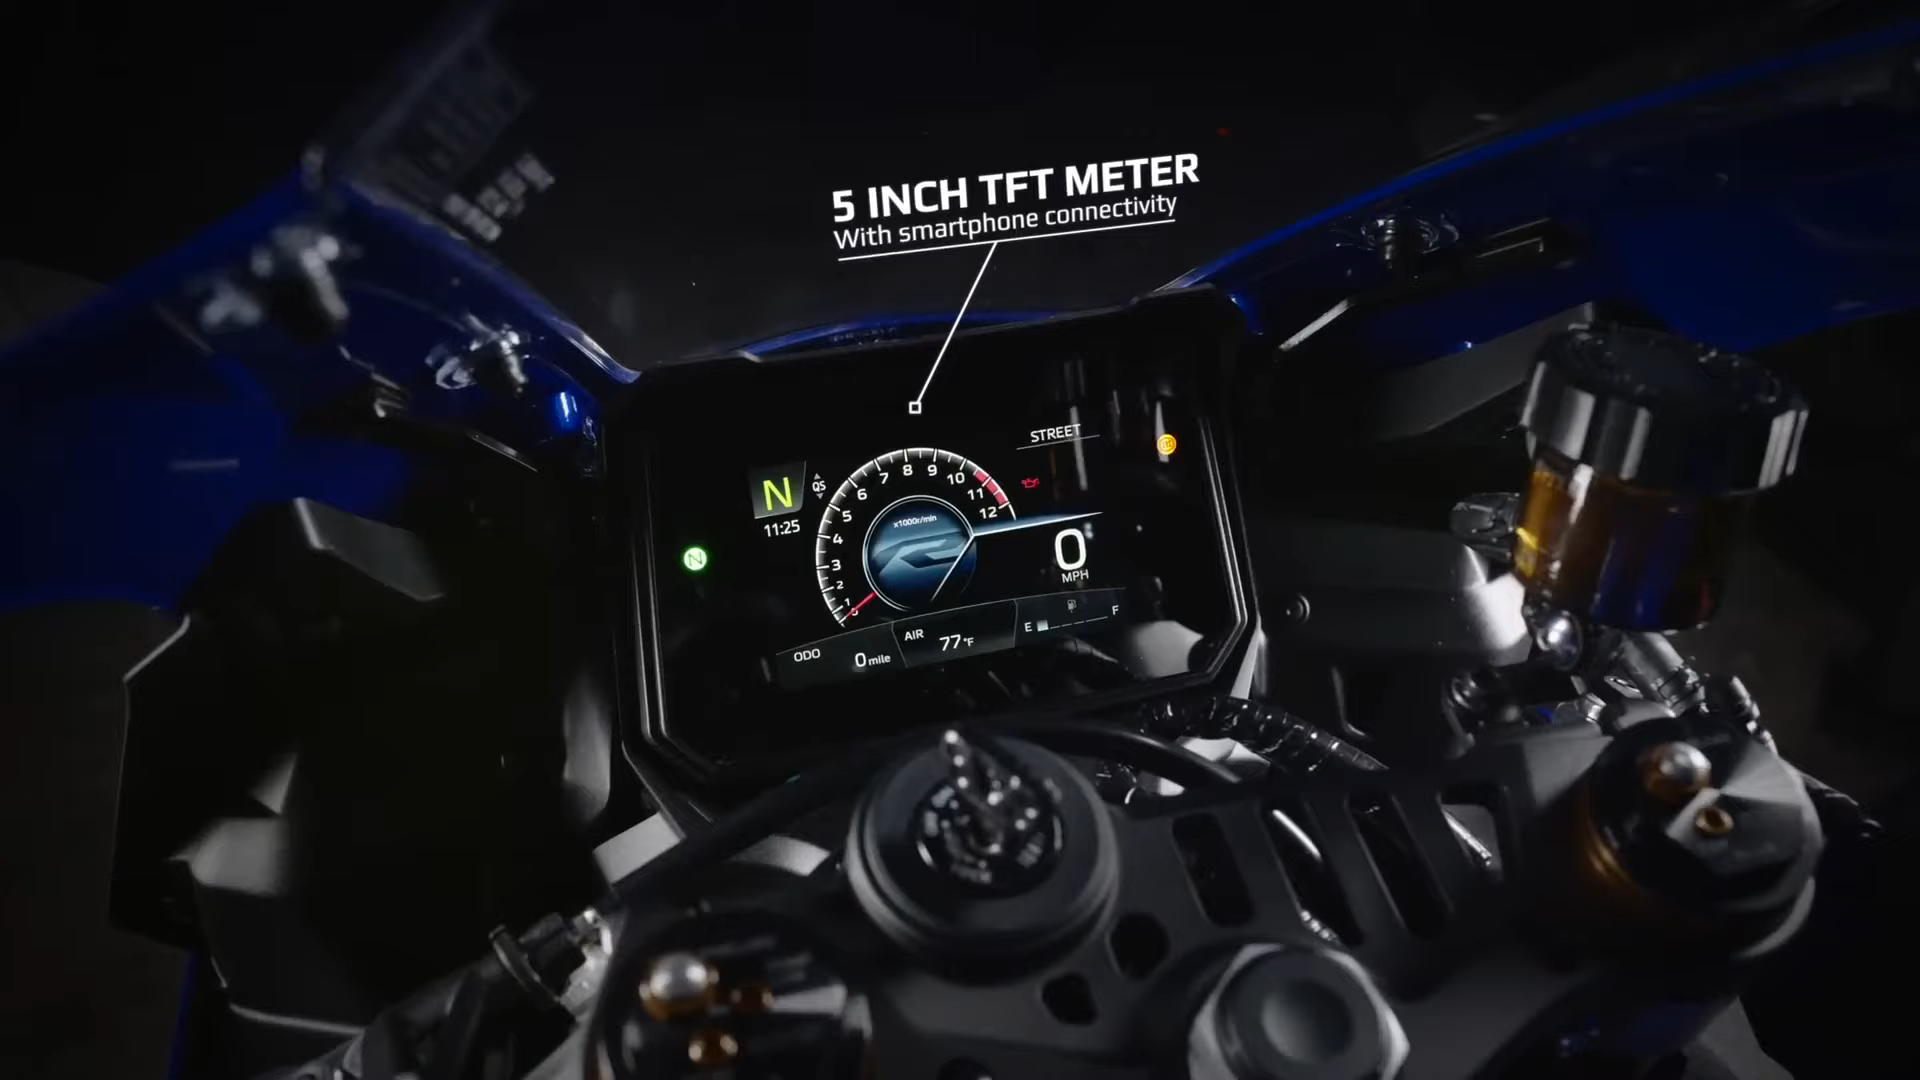 5 INCH TFT METER
With smartphone connectivity
STREET
N
QS
11:25
N
0
1
2
3
4
5
6
7
8
9
10
11
12
x1000r/min
0
MPH
ODO
0 mile
AIR
77°F
E
F